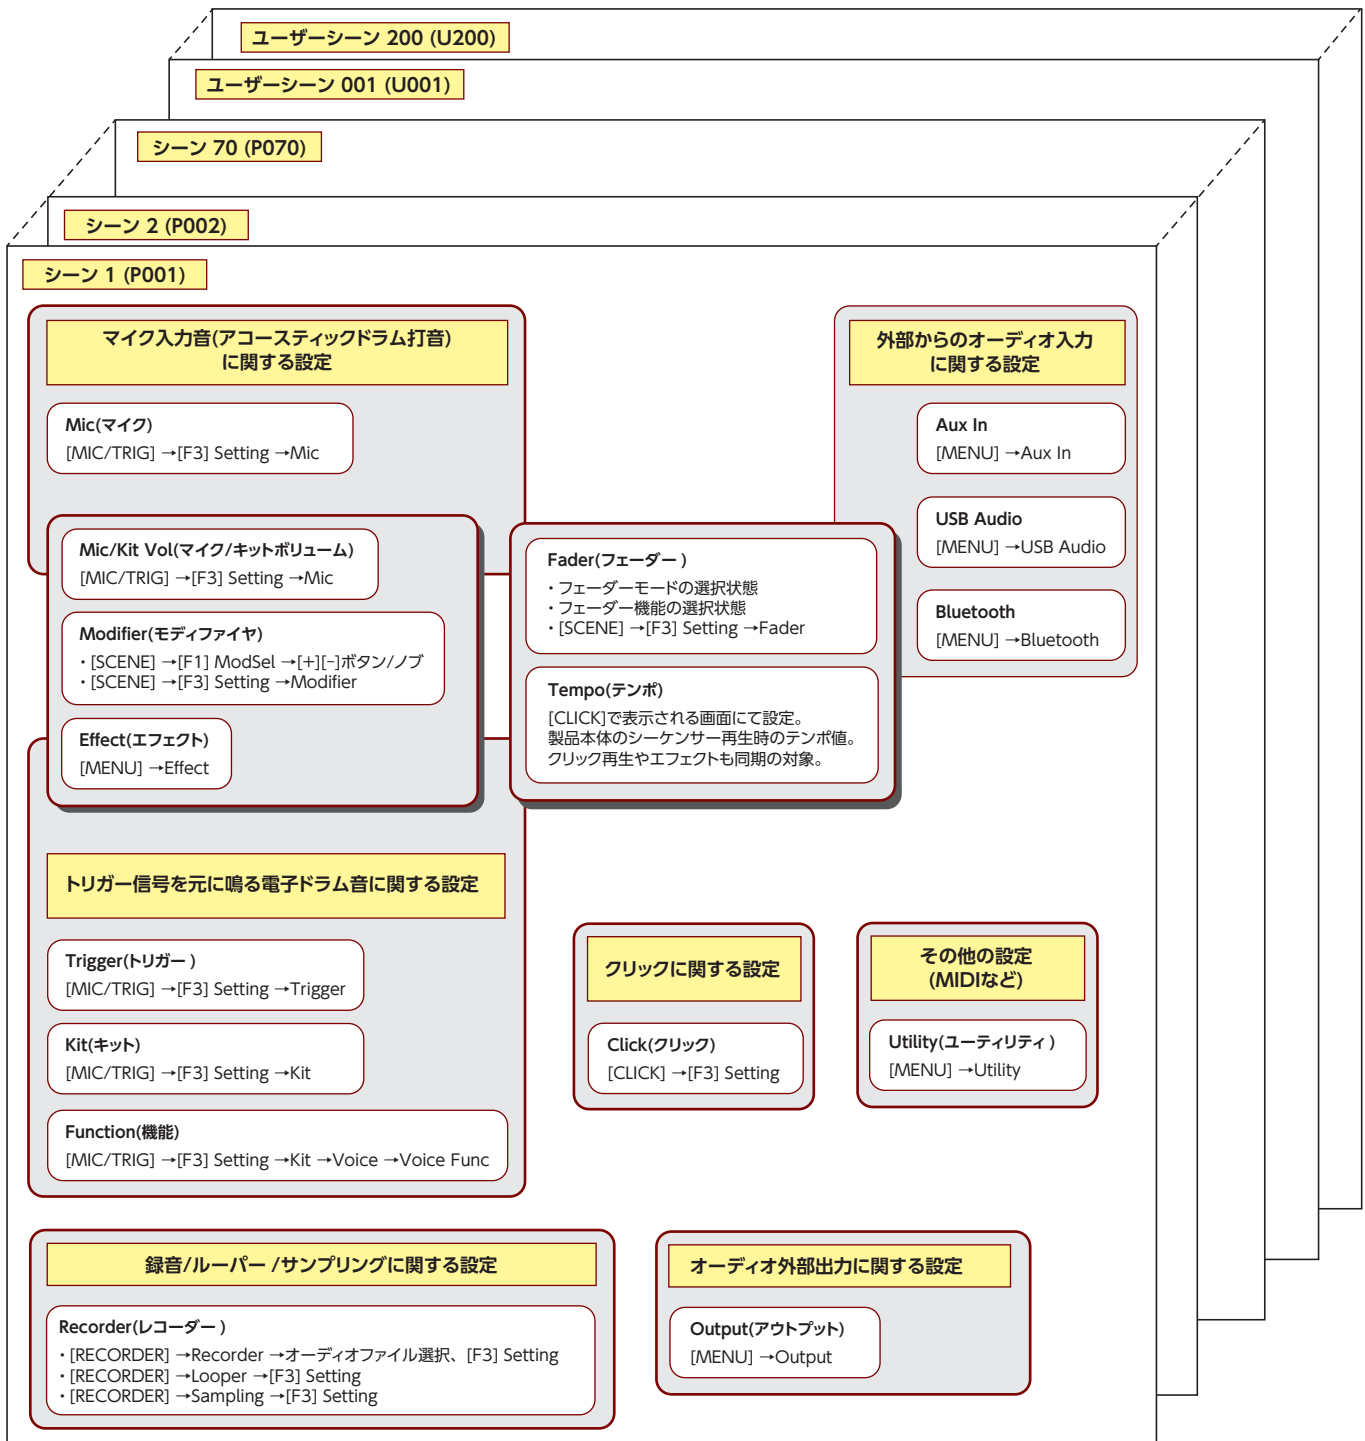 ユーザーシーン 200 (U200)
ユーザーシーン 001 (U001)
シーン 70 (P070)
シーン 2 (P002)
シーン 1 (P001)
マイク入力音(アコースティックドラム打音)
に関する設定
Mic(マイク)
[MIC/TRIG] →[F3] Setting →Mic
Mic/Kit Vol(マイク/キットボリューム)
[MIC/TRIG] →[F3] Setting →Mic
Modifier(モディファイヤ)
・[SCENE] →[F1] ModSel →[+][-]ボタン/ノブ
・[SCENE] →[F3] Setting →Modifier
Effect(エフェクト)
[MENU] →Effect
Fader(フェーダー )
・フェーダーモードの選択状態
・フェーダー機能の選択状態
・[SCENE] →[F3] Setting →Fader
Tempo(テンポ)
[CLICK]で表示される画面にて設定。
製品本体のシーケンサー再生時のテンポ値。
クリック再生やエフェクトも同期の対象。
外部からのオーディオ入力
に関する設定
Aux In
[MENU] →Aux In
USB Audio
[MENU] →USB Audio
Bluetooth
[MENU] →Bluetooth
トリガー信号を元に鳴る電子ドラム音に関する設定
Trigger(トリガー )
[MIC/TRIG] →[F3] Setting →Trigger
Kit(キット)
[MIC/TRIG] →[F3] Setting →Kit
Function(機能)
[MIC/TRIG] →[F3] Setting →Kit →Voice →Voice Func
クリックに関する設定
Click(クリック)
[CLICK] →[F3] Setting
その他の設定
(MIDIなど)
Utility(ユーティリティ )
[MENU] →Utility
録音/ルーパー /サンプリングに関する設定
Recorder(レコーダー )
・[RECORDER] →Recorder →オーディオファイル選択、[F3] Setting
・[RECORDER] →Looper →[F3] Setting
・[RECORDER] →Sampling →[F3] Setting
オーディオ外部出力に関する設定
Output(アウトプット)
[MENU] →Output